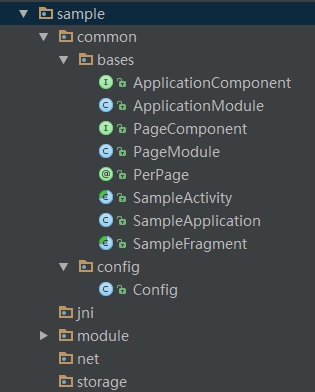 sample
common
bases
I ApplicationComponent
C ApplicationModule
I PageComponent
C PageModule
@ PerPage
C SampleActivity
C SampleApplication
C SampleFragment
config
C Config
jni
module
net
storage